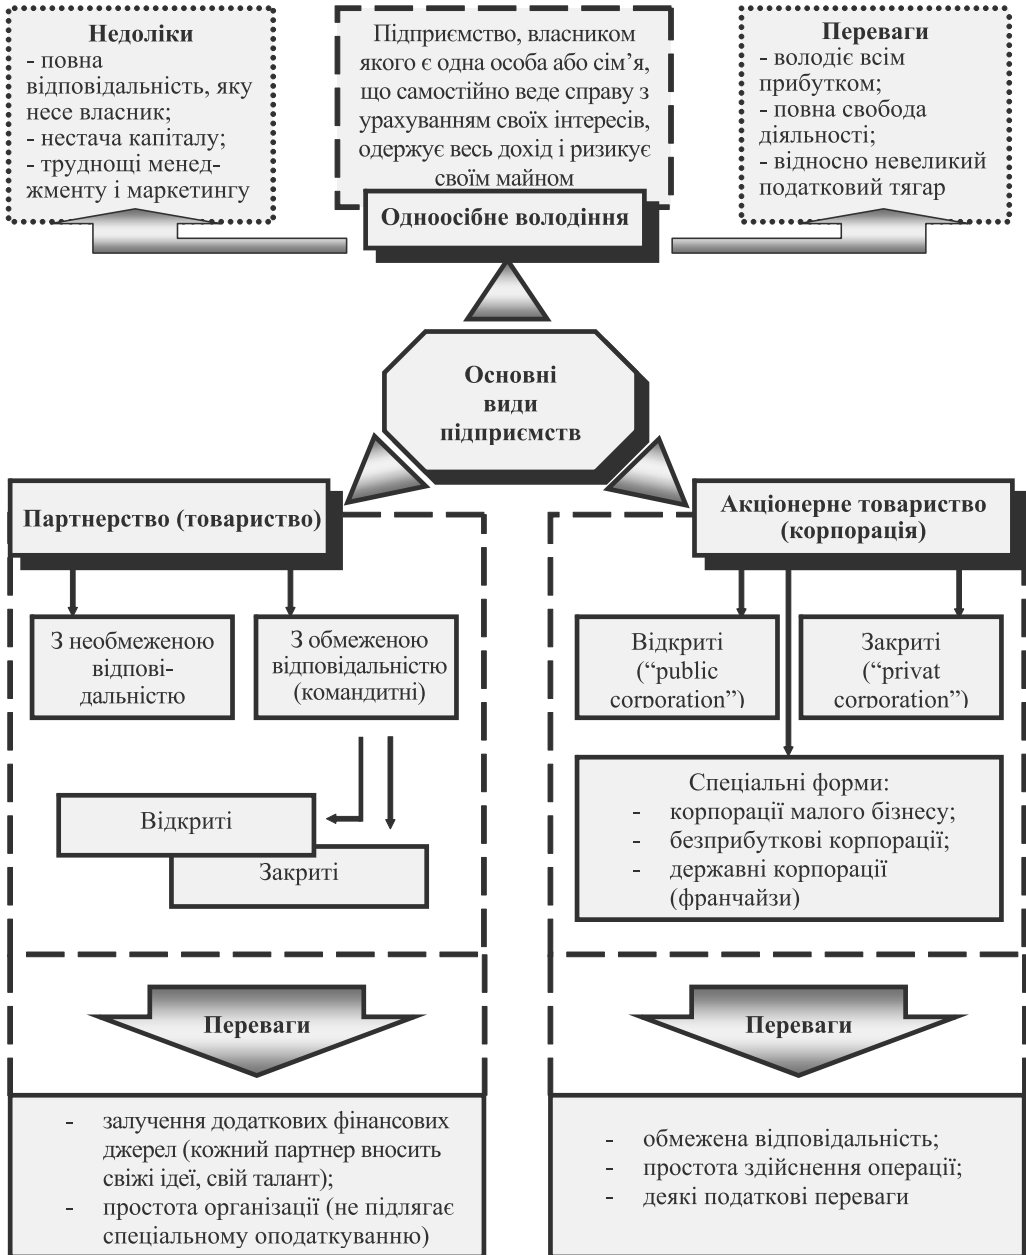 Недоліки
- повна
відповідальність, яку
несе власник;
- нестача капіталу;
- труднощі менед-
жменту і маркетингу
Підприємство, власником
якого є одна особа або сім’я,
що самостійно веде справу з
урахуванням своїх інтересів,
одержує весь дохід і ризикує
своїм майном
Переваги
- володіє всім
прибутком;
- повна свобода
діяльності;
- відносно невеликий
податковий тягар
Одноосібне володіння
Основні
види
підприємств
Партнерство (товариство)
Акціонерне товариство
(корпорація)
З необмеженою
відпові-
дальністю
З обмеженою
відповідальністю
(командитні)
Відкриті
(“public
corporation”)
Закриті
(“privat
corporation”)
Відкриті
Закриті
Спеціальні форми:
- корпорації малого бізнесу;
- безприбуткові корпорації;
- державні корпорації
(франчайзи)
Переваги
Переваги
- залучення додаткових фінансових
джерел (кожний партнер вносить
свіжі ідеї, свій талант);
- простота організації (не підлягає
спеціальному оподаткуванню)
- обмежена відповідальність;
- простота здійснення операції;
- деякі податкові переваги